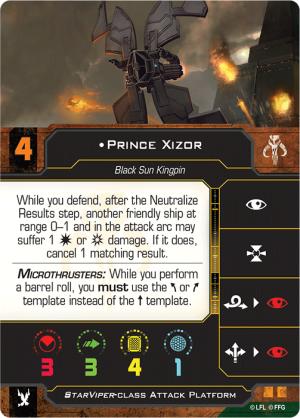 4
•Prince Xizor
Black Sun Kingpin
While you defend, after the Neutralize
Results step, another friendly ship at
range 0–1 and in the attack arc may
suffer 1 damage. If it does,
cancel 1 matching result.
Microthrusters: While you perform
a barrel roll, you must use the or
template instead of the template.
3 3 4 1
StarViper-class Attack Platform
©LFL ©FFG